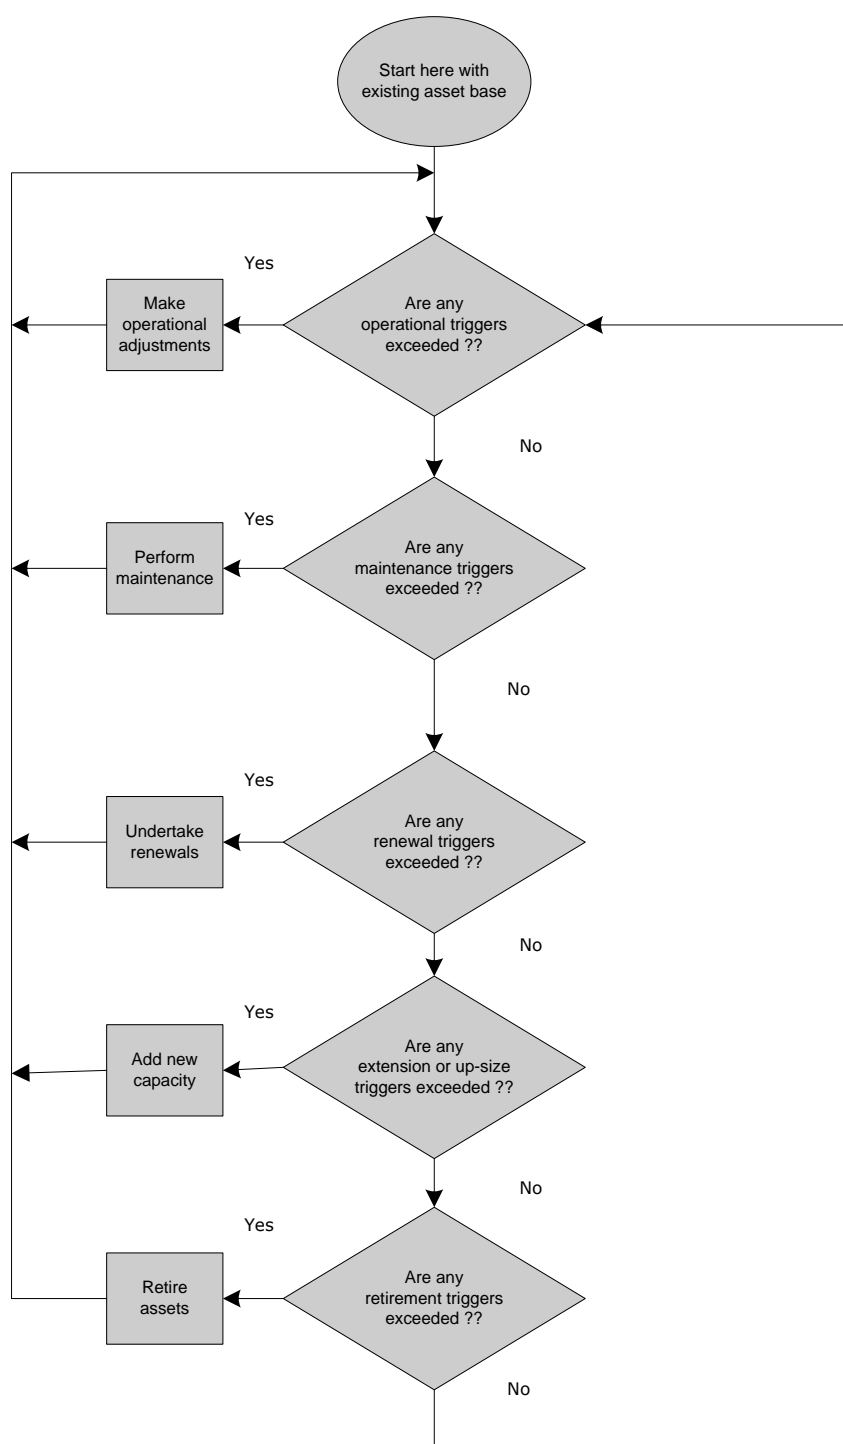 Start here with
existing asset base
Yes
Make
operational
adjustments
Are any
operational triggers
exceeded ??
No
Yes
Perform
maintenance
Are any
maintenance triggers
exceeded ??
No
Yes
Undertake
renewals
Are any
renewal triggers
exceeded ??
No
Yes
Add new
capacity
Are any
extension or up-size
triggers exceeded ??
No
Yes
Retire
assets
Are any
retirement triggers
exceeded ??
No